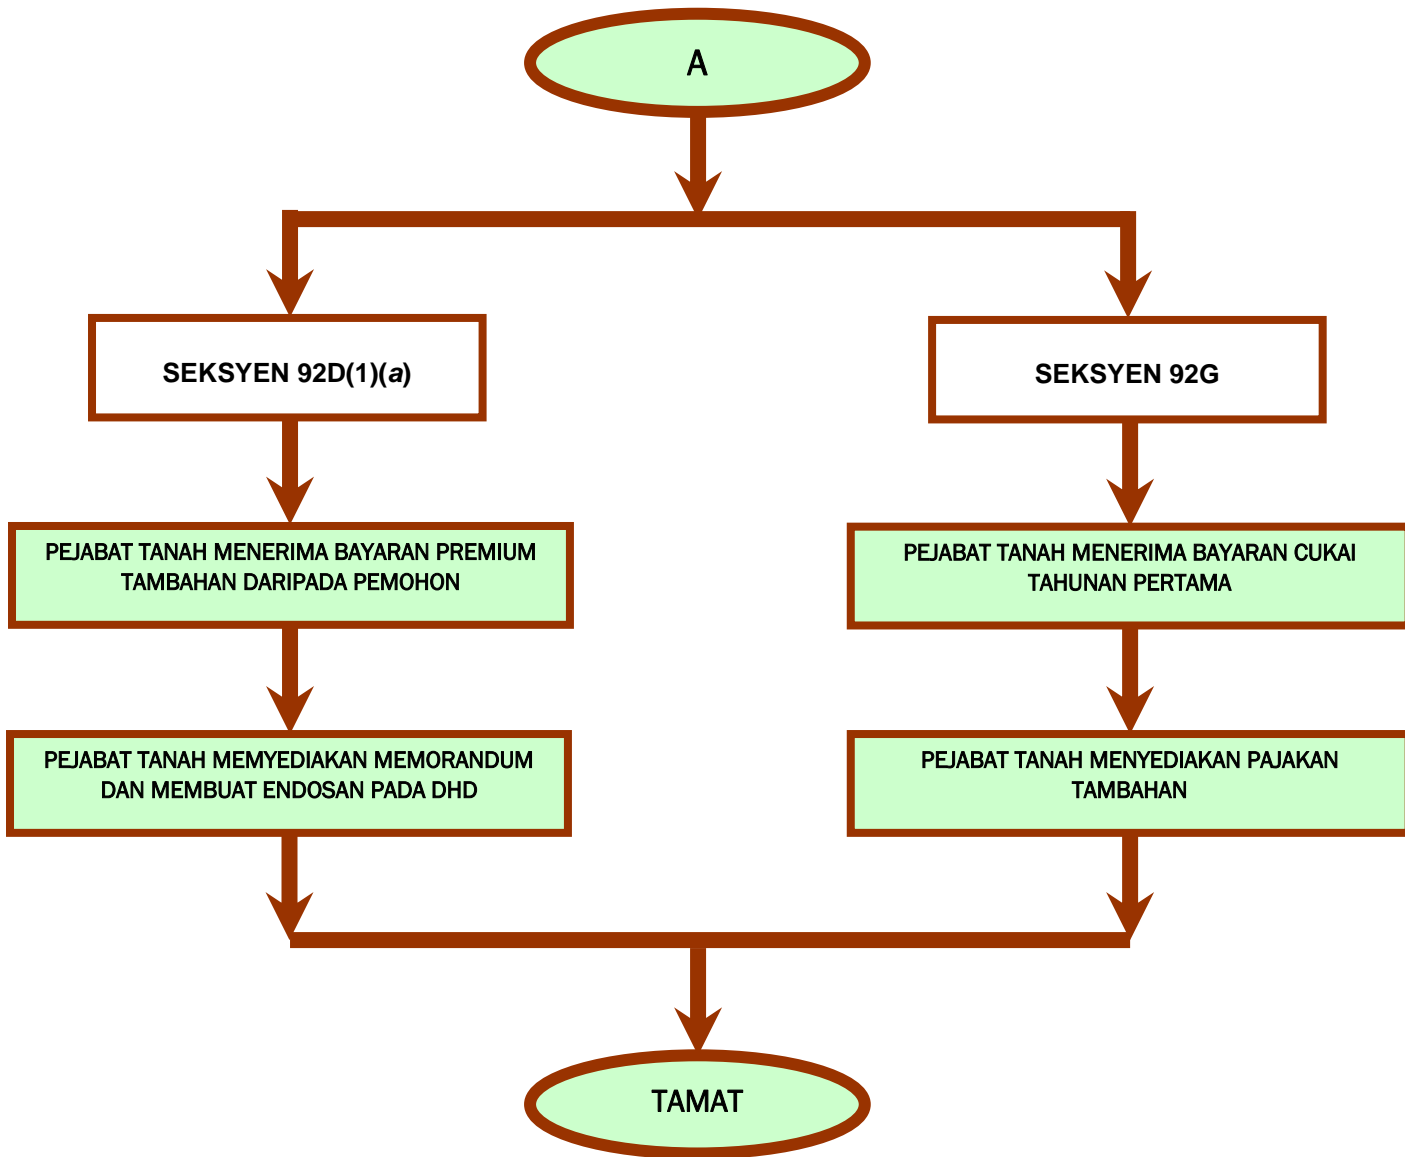 A
SEKSYEN 92D(1)(a)
SEKSYEN 92G
PEJABAT TANAH MENERIMA BAYARAN PREMIUM
TAMBAHAN DARIPADA PEMOHON
PEJABAT TANAH MENERIMA BAYARAN CUKAI
TAHUNAN PERTAMA
PEJABAT TANAH MEMYEDIAKAN MEMORANDUM
DAN MEMBUAT ENDOSAN PADA DHD
PEJABAT TANAH MENYEDIAKAN PAJAKAN
TAMBAHAN
TAMAT